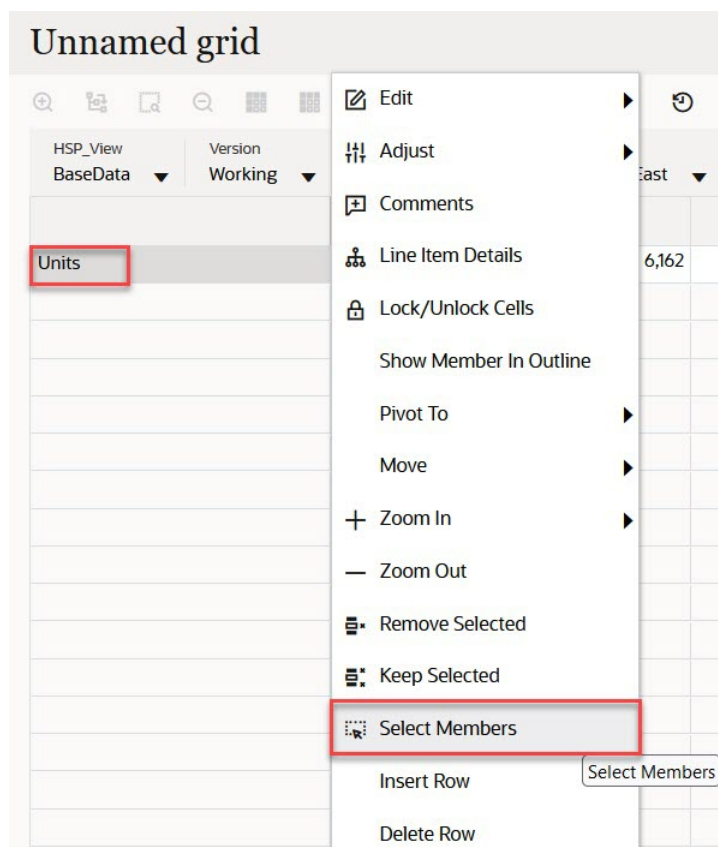 Unnamed grid
HSP_View Version
BaseData Working East
Units 6,162
Edit
Adjust
Comments
Line Item Details
Lock/Unlock Cells
Show Member In Outline
Pivot To
Move
Zoom In
Zoom Out
Remove Selected
Keep Selected
Select Members
Select Members
Insert Row
Delete Row